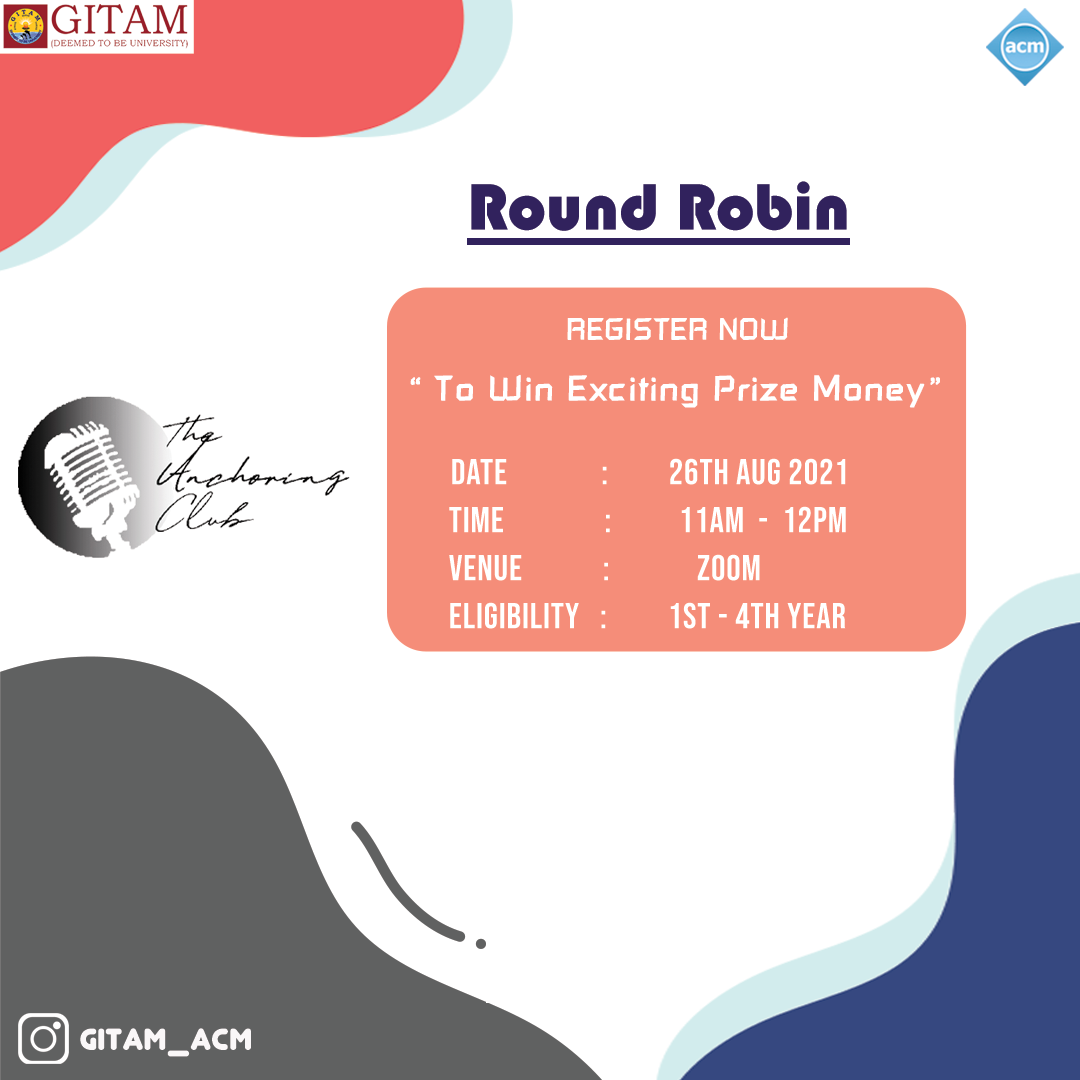 GITAM
(DEEMED TO BE UNIVERSITY)
acm
Round Robin
REGISTER NOW
“ To Win Exciting Prize Money”
The
Anchoring
Club
DATE : 26TH AUG 2021
TIME : 11AM - 12PM
VENUE : ZOOM
ELIGIBILITY : 1ST - 4TH YEAR
GITAM_ACM